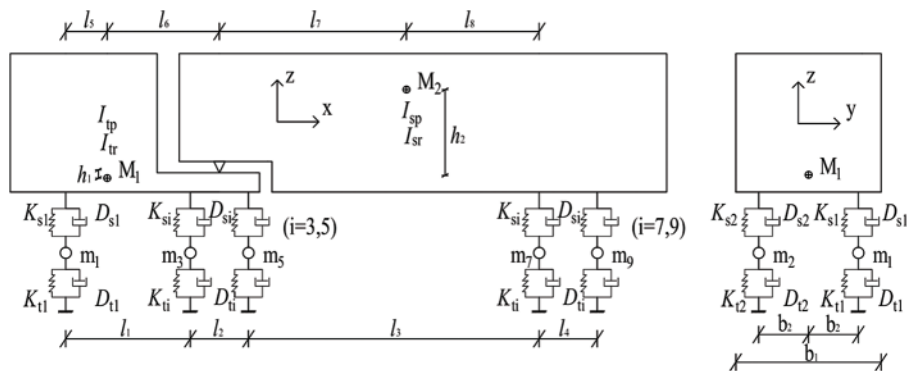 l₅ l₆ l₇ l₈
z x M₂ z y
Iₜₚ Iₛₚ
Iₜᵣ Iₛᵣ h₂
h₁ M₁ M₁
Kₛ₁ Dₛ₁ Kₛᵢ Dₛᵢ (i=3,5) Kₛᵢ Dₛᵢ (i=7,9) Kₛ₂ Dₛ₂ Kₛ₁ Dₛ₁
m₁ m₃ m₅ m₇ m₉ m₂ m₁
Kₜ₁ Dₜ₁ Kₜᵢ Dₜᵢ Kₜᵢ Dₜᵢ Kₜ₂ Dₜ₂ Kₜ₁ Dₜ₁
l₁ l₂ l₃ l₄ b₂ b₂
b₁